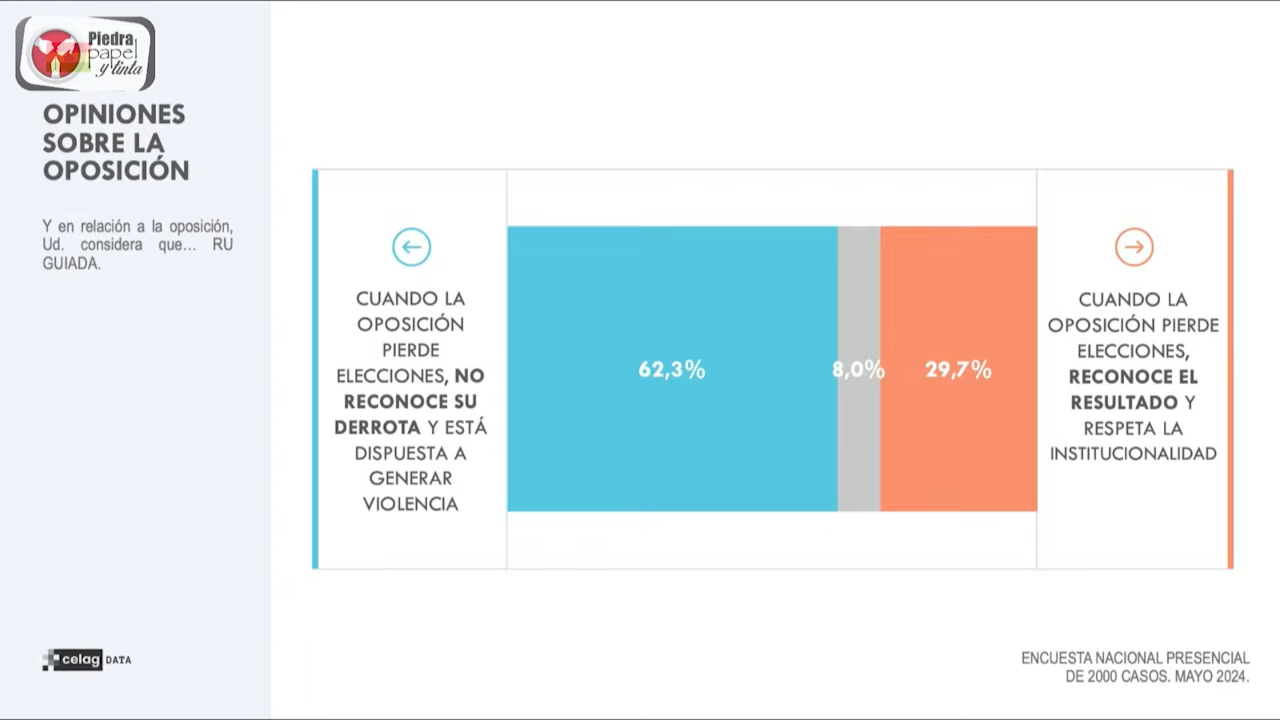 Piedra
papel
y tinta
OPINIONES
SOBRE LA
OPOSICIÓN
Y en relación a la oposición,
Ud. considera que... RU
GUIADA.
CUANDO LA
OPOSICIÓN
PIERDE
ELECCIONES, NO
RECONOCE SU
DERROTA Y ESTÁ
DISPUESTA A
GENERAR
VIOLENCIA
62,3%
8,0%
29,7%
CUANDO LA
OPOSICIÓN PIERDE
ELECCIONES,
RECONOCE EL
RESULTADO Y
RESPETA LA
INSTITUCIONALIDAD
celag DATA
ENCUESTA NACIONAL PRESENCIAL
DE 2000 CASOS. MAYO 2024.